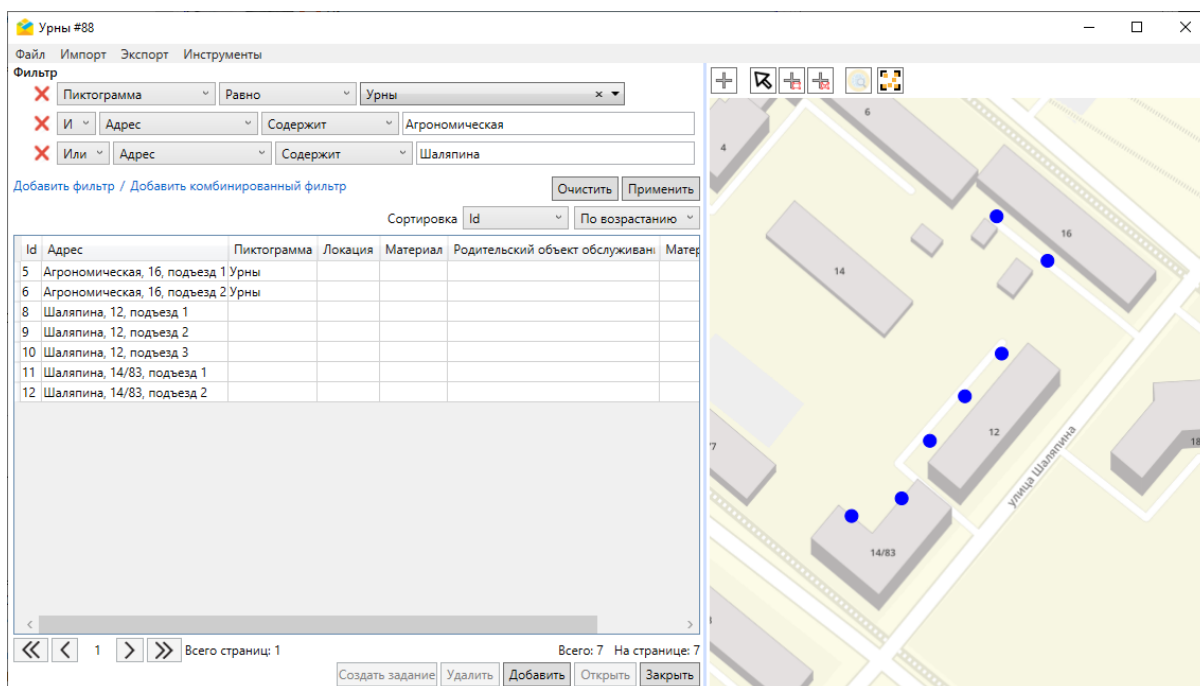 Урны #88
Файл Импорт Экспорт Инструменты
Фильтр
Пиктограмма Равно Урны
И Адрес Содержит Агрономическая
Или Адрес Содержит Шаляпина
Добавить фильтр / Добавить комбинированный фильтр Очистить Применить
Сортировка Id По возрастанию
Id Адрес Пиктограмма Локация Материал Родительский объект обслуживани Матер
5 Агрономическая, 16, подъезд 1 Урны
6 Агрономическая, 16, подъезд 2 Урны
8 Шаляпина, 12, подъезд 1
9 Шаляпина, 12, подъезд 2
10 Шаляпина, 12, подъезд 3
11 Шаляпина, 14/83, подъезд 1
12 Шаляпина, 14/83, подъезд 2
1 Всего страниц: 1 Всего: 7 На странице: 7
Создать задание Удалить Добавить Открыть Закрыть
6
4
16
14
12
18
/7
улица Шаляпина
14/83